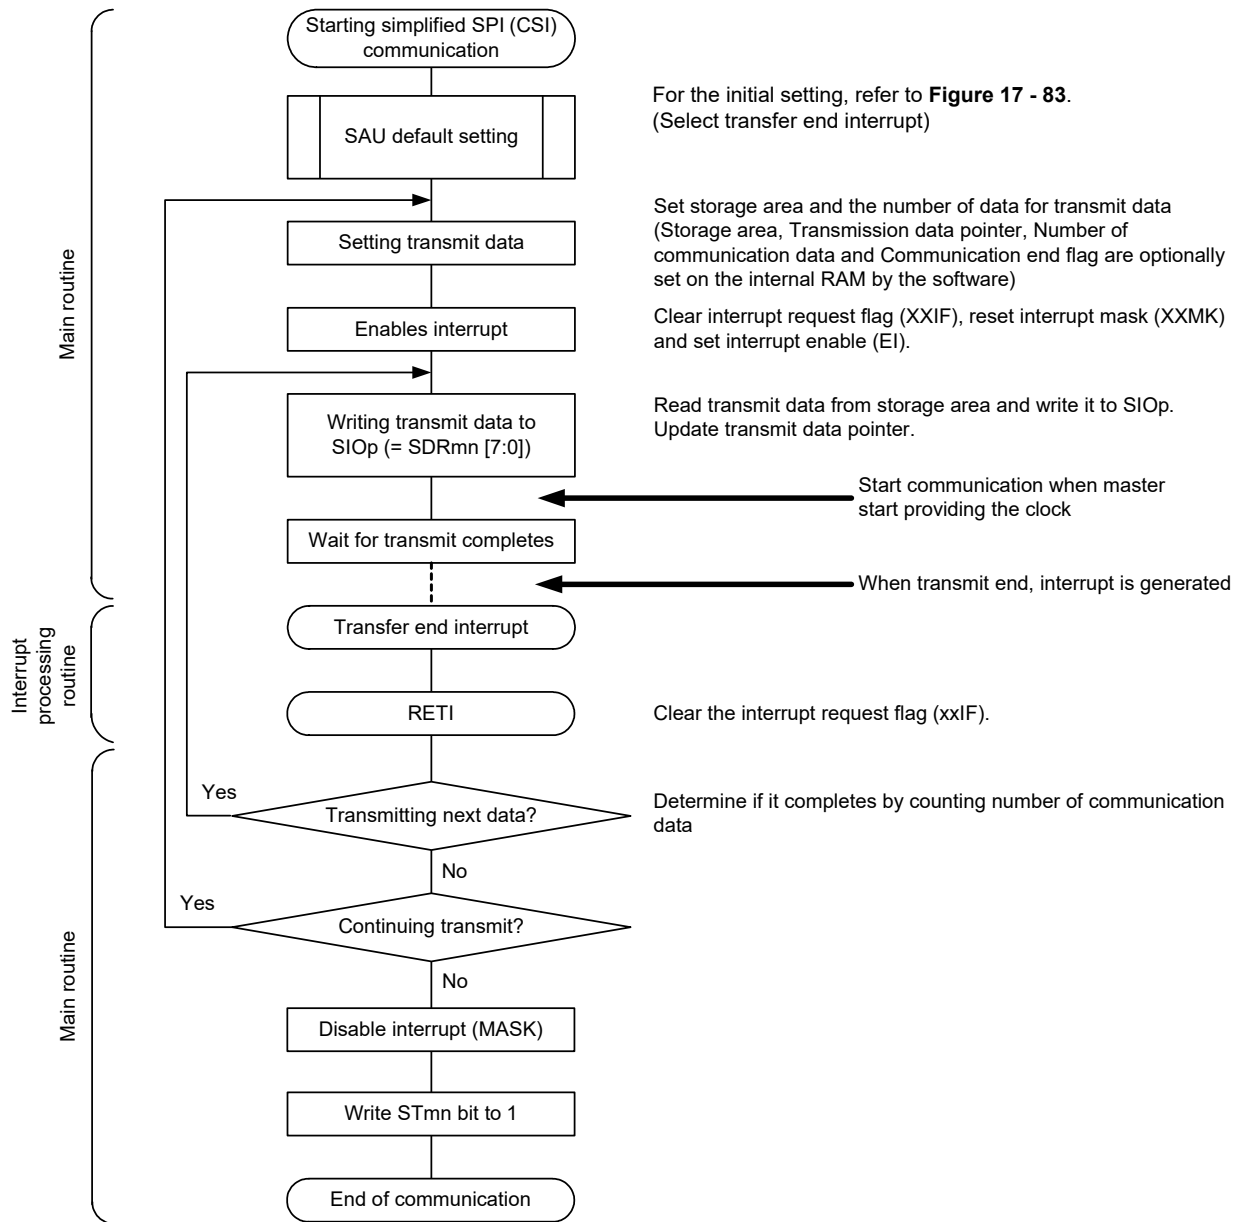 Starting simplified SPI (CSI)
communication
For the initial setting, refer to Figure 17 - 83.
(Select transfer end interrupt)
SAU default setting
Set storage area and the number of data for transmit data
(Storage area, Transmission data pointer, Number of
communication data and Communication end flag are optionally
set on the internal RAM by the software)
Setting transmit data
Main routine
Enables interrupt
Clear interrupt request flag (XXIF), reset interrupt mask (XXMK)
and set interrupt enable (EI).
Writing transmit data to
SIOp (= SDRmn [7:0])
Read transmit data from storage area and write it to SIOp.
Update transmit data pointer.
Start communication when master
start providing the clock
Wait for transmit completes
When transmit end, interrupt is generated
Transfer end interrupt
Interrupt
processing
routine
RETI
Clear the interrupt request flag (xxIF).
Yes
Transmitting next data?
Determine if it completes by counting number of communication
data
No
Yes
Continuing transmit?
No
Main routine
Disable interrupt (MASK)
Write STmn bit to 1
End of communication